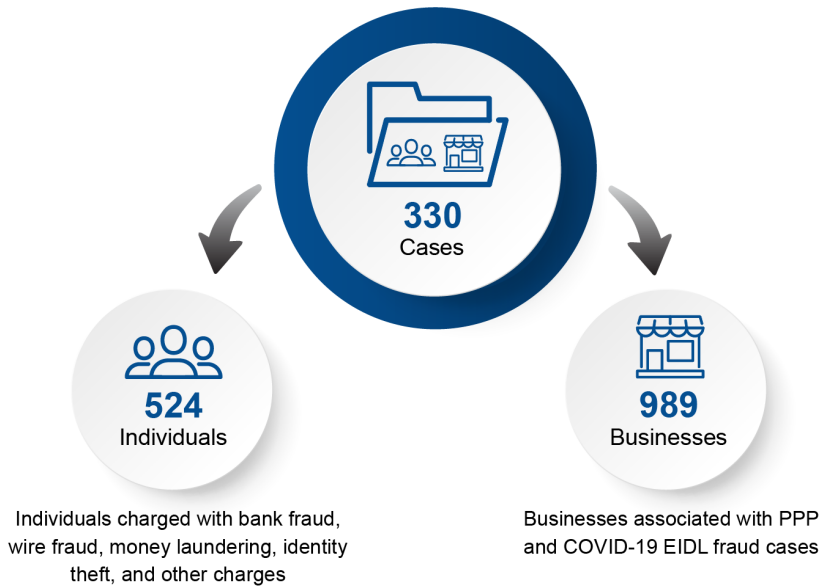 330
Cases
524
Individuals
Individuals charged with bank fraud,
wire fraud, money laundering, identity
theft, and other charges
989
Businesses
Businesses associated with PPP
and COVID-19 EIDL fraud cases